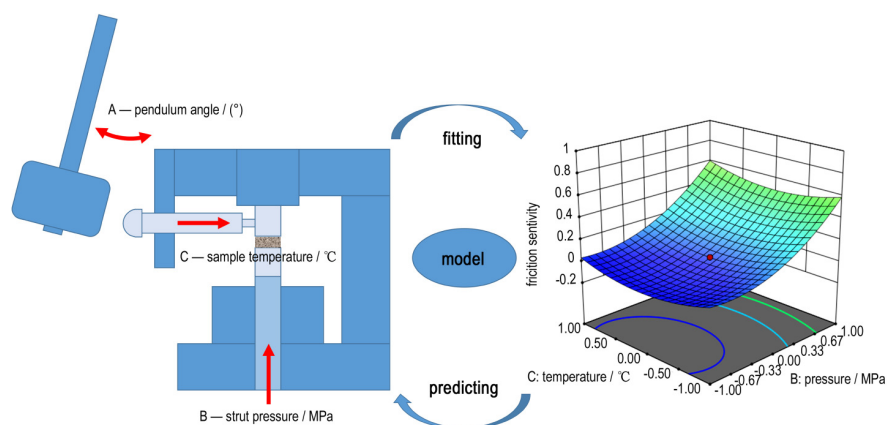 A — pendulum angle / (°)
C — sample temperature / ℃
B — strut pressure / MPa
fitting
model
predicting
friction sentivity
1
0.8
0.6
0.4
0.2
0
-0.2
1.00
0.50
0.00
-0.50
-1.00
C: temperature / ℃
1.00
0.67
0.33
0.00
-0.33
-0.67
-1.00
B: pressure / MPa